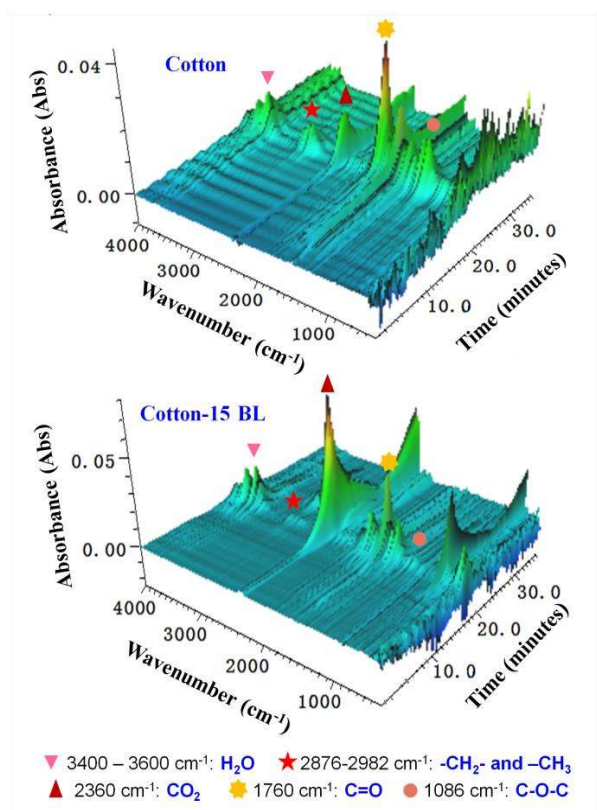 Cotton
0.04
0.00
Absorbance (Abs)
4000
3000
2000
1000
Wavenumber (cm-1)
10.0
20.0
30.0
Time (minutes)
Cotton-15 BL
0.05
0.00
Absorbance (Abs)
4000
3000
2000
1000
Wavenumber (cm-1)
10.0
20.0
30.0
Time (minutes)
3400 – 3600 cm-1: H2O 2876-2982 cm-1: -CH2- and –CH3
2360 cm-1: CO2 1760 cm-1: C=O 1086 cm-1: C-O-C